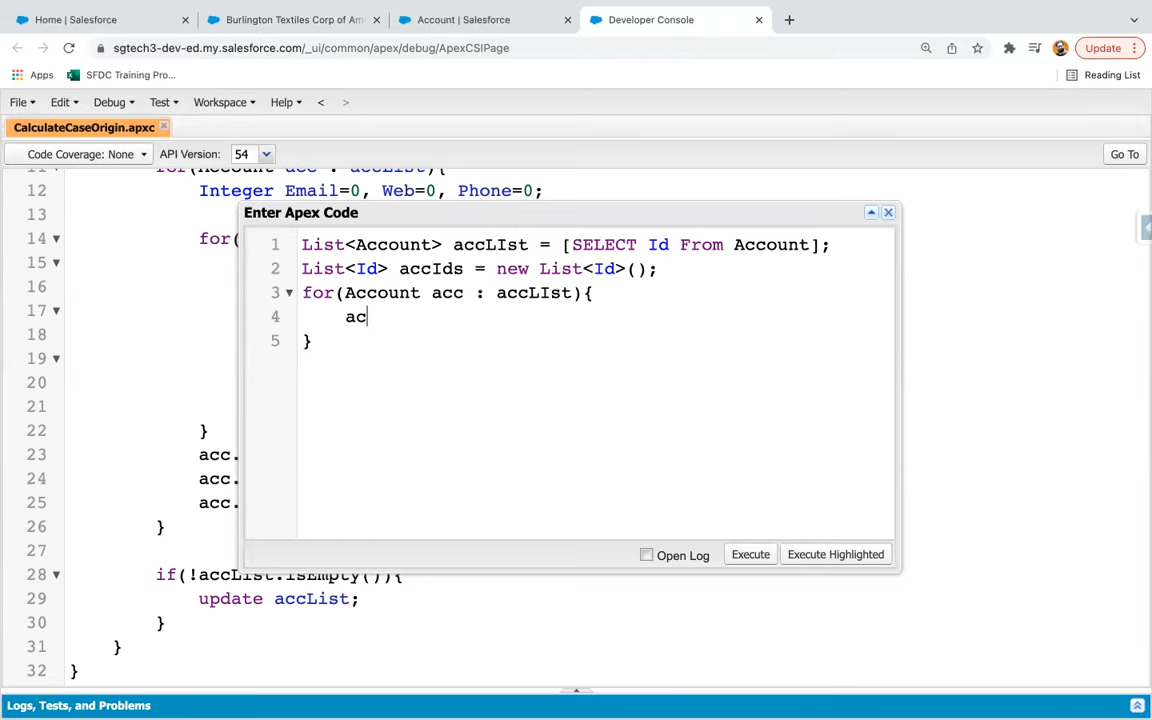 Home | Salesforce
Burlington Textiles Corp of Am
Account | Salesforce
Developer Console
sgtech3-dev-ed.my.salesforce.com/_ui/common/apex/debug/ApexCSIPage
Update
Apps
SFDC Training Pro...
Reading List
File Edit Debug Test Workspace Help < >
CalculateCaseOrigin.apxc
Code Coverage: None API Version: 54 Go To
11 for(Account acc : accList){
12 Integer Email=0, Web=0, Phone=0;
13
14 for(
15
16
17
18
19
20
21
22 }
23 acc.
24 acc.
25 acc.
26 }
27
28 if(!accList.isEmpty()){
29 update accList;
30 }
31 }
32 }
Enter Apex Code
1 List<Account> accLIst = [SELECT Id From Account];
2 List<Id> accIds = new List<Id>();
3 for(Account acc : accLIst){
4 ac
5 }
Open Log Execute Execute Highlighted
Logs, Tests, and Problems